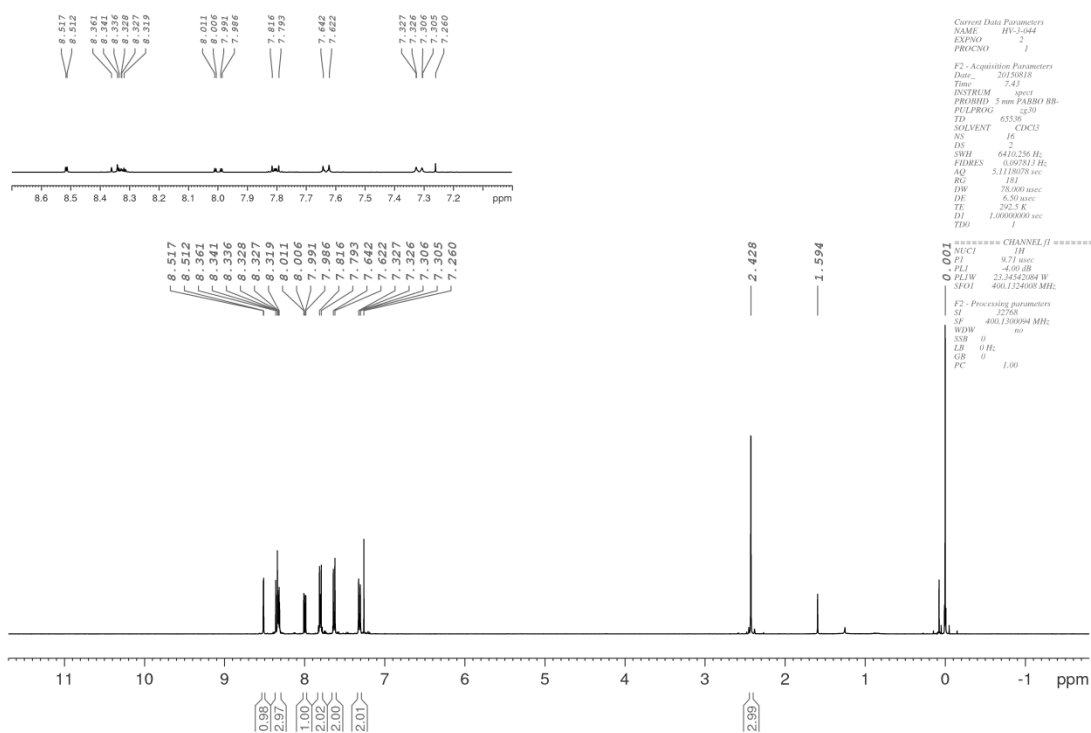 8.517
8.512
8.361
8.341
8.336
8.328
8.327
8.319
8.011
8.006
7.991
7.986
7.816
7.793
7.642
7.622
7.327
7.326
7.306
7.305
7.260
8.6 8.5 8.4 8.3 8.2 8.1 8.0 7.9 7.8 7.7 7.6 7.5 7.4 7.3 7.2 ppm
Current Data Parameters
NAME HV-3-044
EXPNO 2
PROCNO 1
F2 - Acquisition Parameters
Date_ 20150818
Time 7.43
INSTRUM spect
PROBHD 5 mm PABBO BB-
PULPROG zg30
TD 65536
SOLVENT CDCl3
NS 16
DS 2
SWH 6410.256 Hz
FIDRES 0.097813 Hz
AQ 5.1118078 sec
RG 181
DW 78.000 usec
DE 6.50 usec
TE 292.5 K
D1 1.00000000 sec
TD0 1
======== CHANNEL f1 ========
NUC1 1H
P1 9.71 usec
PL1 -4.00 dB
PL1W 23.34542084 W
SFO1 400.1324008 MHz
F2 - Processing parameters
SI 32768
SF 400.1300094 MHz
WDW no
SSB 0
LB 0 Hz
GB 0
PC 1.00
8.517
8.512
8.361
8.341
8.336
8.328
8.327
8.319
8.011
8.006
7.991
7.986
7.816
7.793
7.642
7.622
7.327
7.326
7.306
7.305
7.260
2.428
1.594
0.001
11 10 9 8 7 6 5 4 3 2 1 0 -1 ppm
0.98
2.97
1.00
2.02
2.00
2.01
2.99